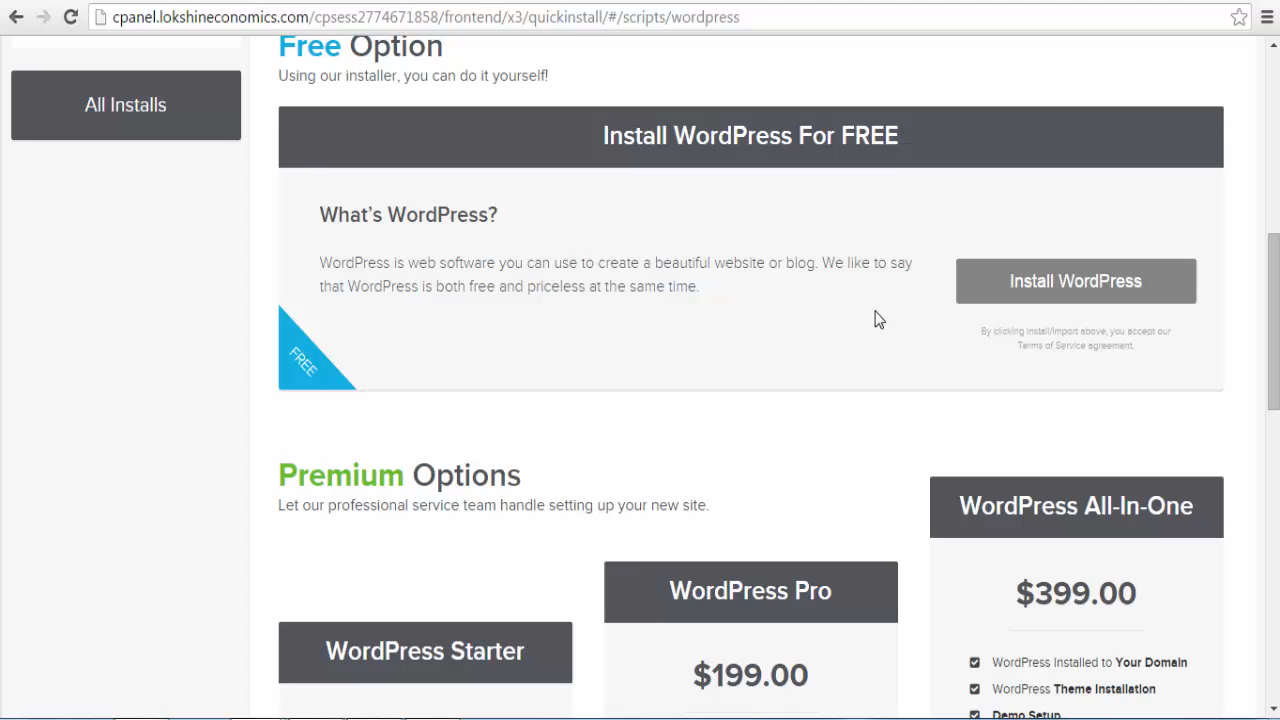 cpanel.lokshineconomics.com/cpsess2774671858/frontend/x3/quickinstall/#/scripts/wordpress
All Installs
Free Option
Using our installer, you can do it yourself!
Install WordPress For FREE
What's WordPress?
WordPress is web software you can use to create a beautiful website or blog. We like to say
that WordPress is both free and priceless at the same time.
FREE
Install WordPress
By clicking install/import above, you accept our
Terms of Service agreement.
Premium Options
Let our professional service team handle setting up your new site.
WordPress Starter
WordPress Pro
$199.00
WordPress All-In-One
$399.00
WordPress Installed to Your Domain
WordPress Theme Installation
Demo Setup